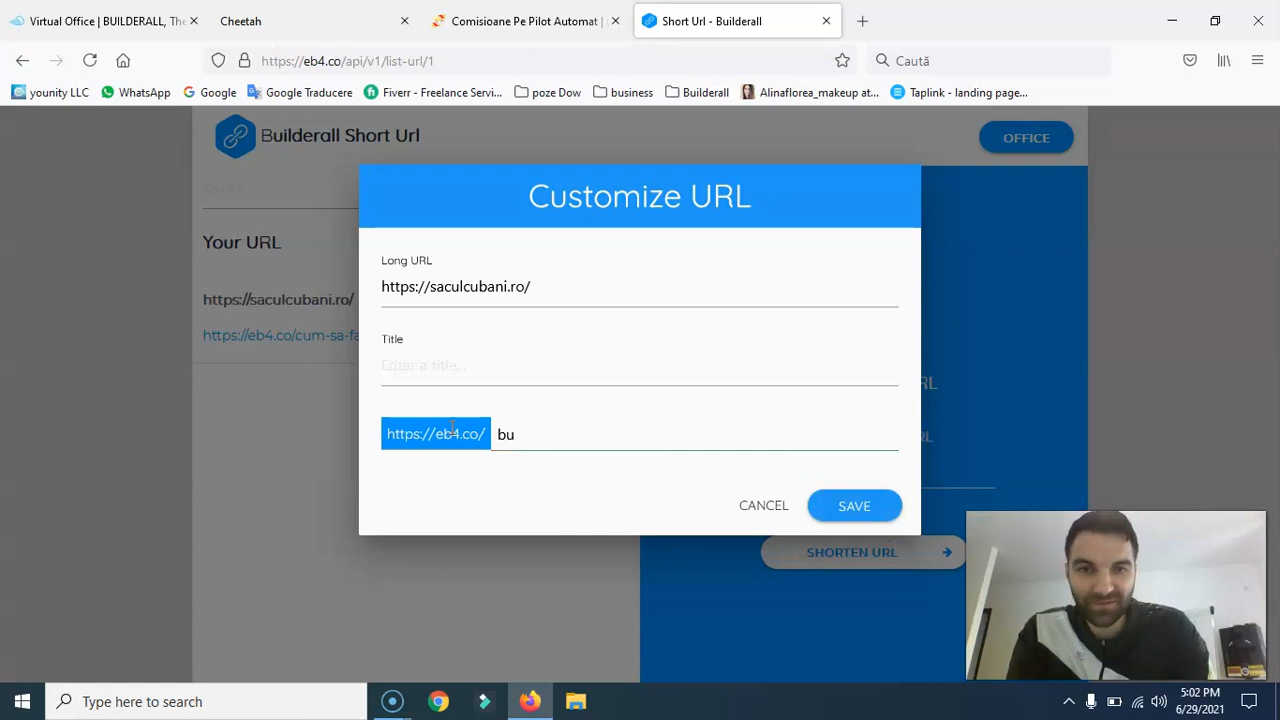 Virtual Office | BUILDERALL, The
Cheetah
Comisioane Pe Pilot Automat |
Short Url - Builderall
https://eb4.co/api/v1/list-url/1
Caută
younity LLC
WhatsApp
Google
Google Traducere
Fiverr - Freelance Servi...
poze Dow
business
Builderall
Alinaflorea_makeup at...
Taplink - landing page...
Builderall Short Url
OFFICE
Customize URL
Your URL
Long URL
https://saculcubani.ro/
https://saculcubani.ro/
https://eb4.co/cum-sa-fa
Title
Enter a title...
RL
https://eb4.co/ bu
RL
CANCEL
SAVE
SHORTEN URL
Type here to search
5:02 PM
6/29/2021